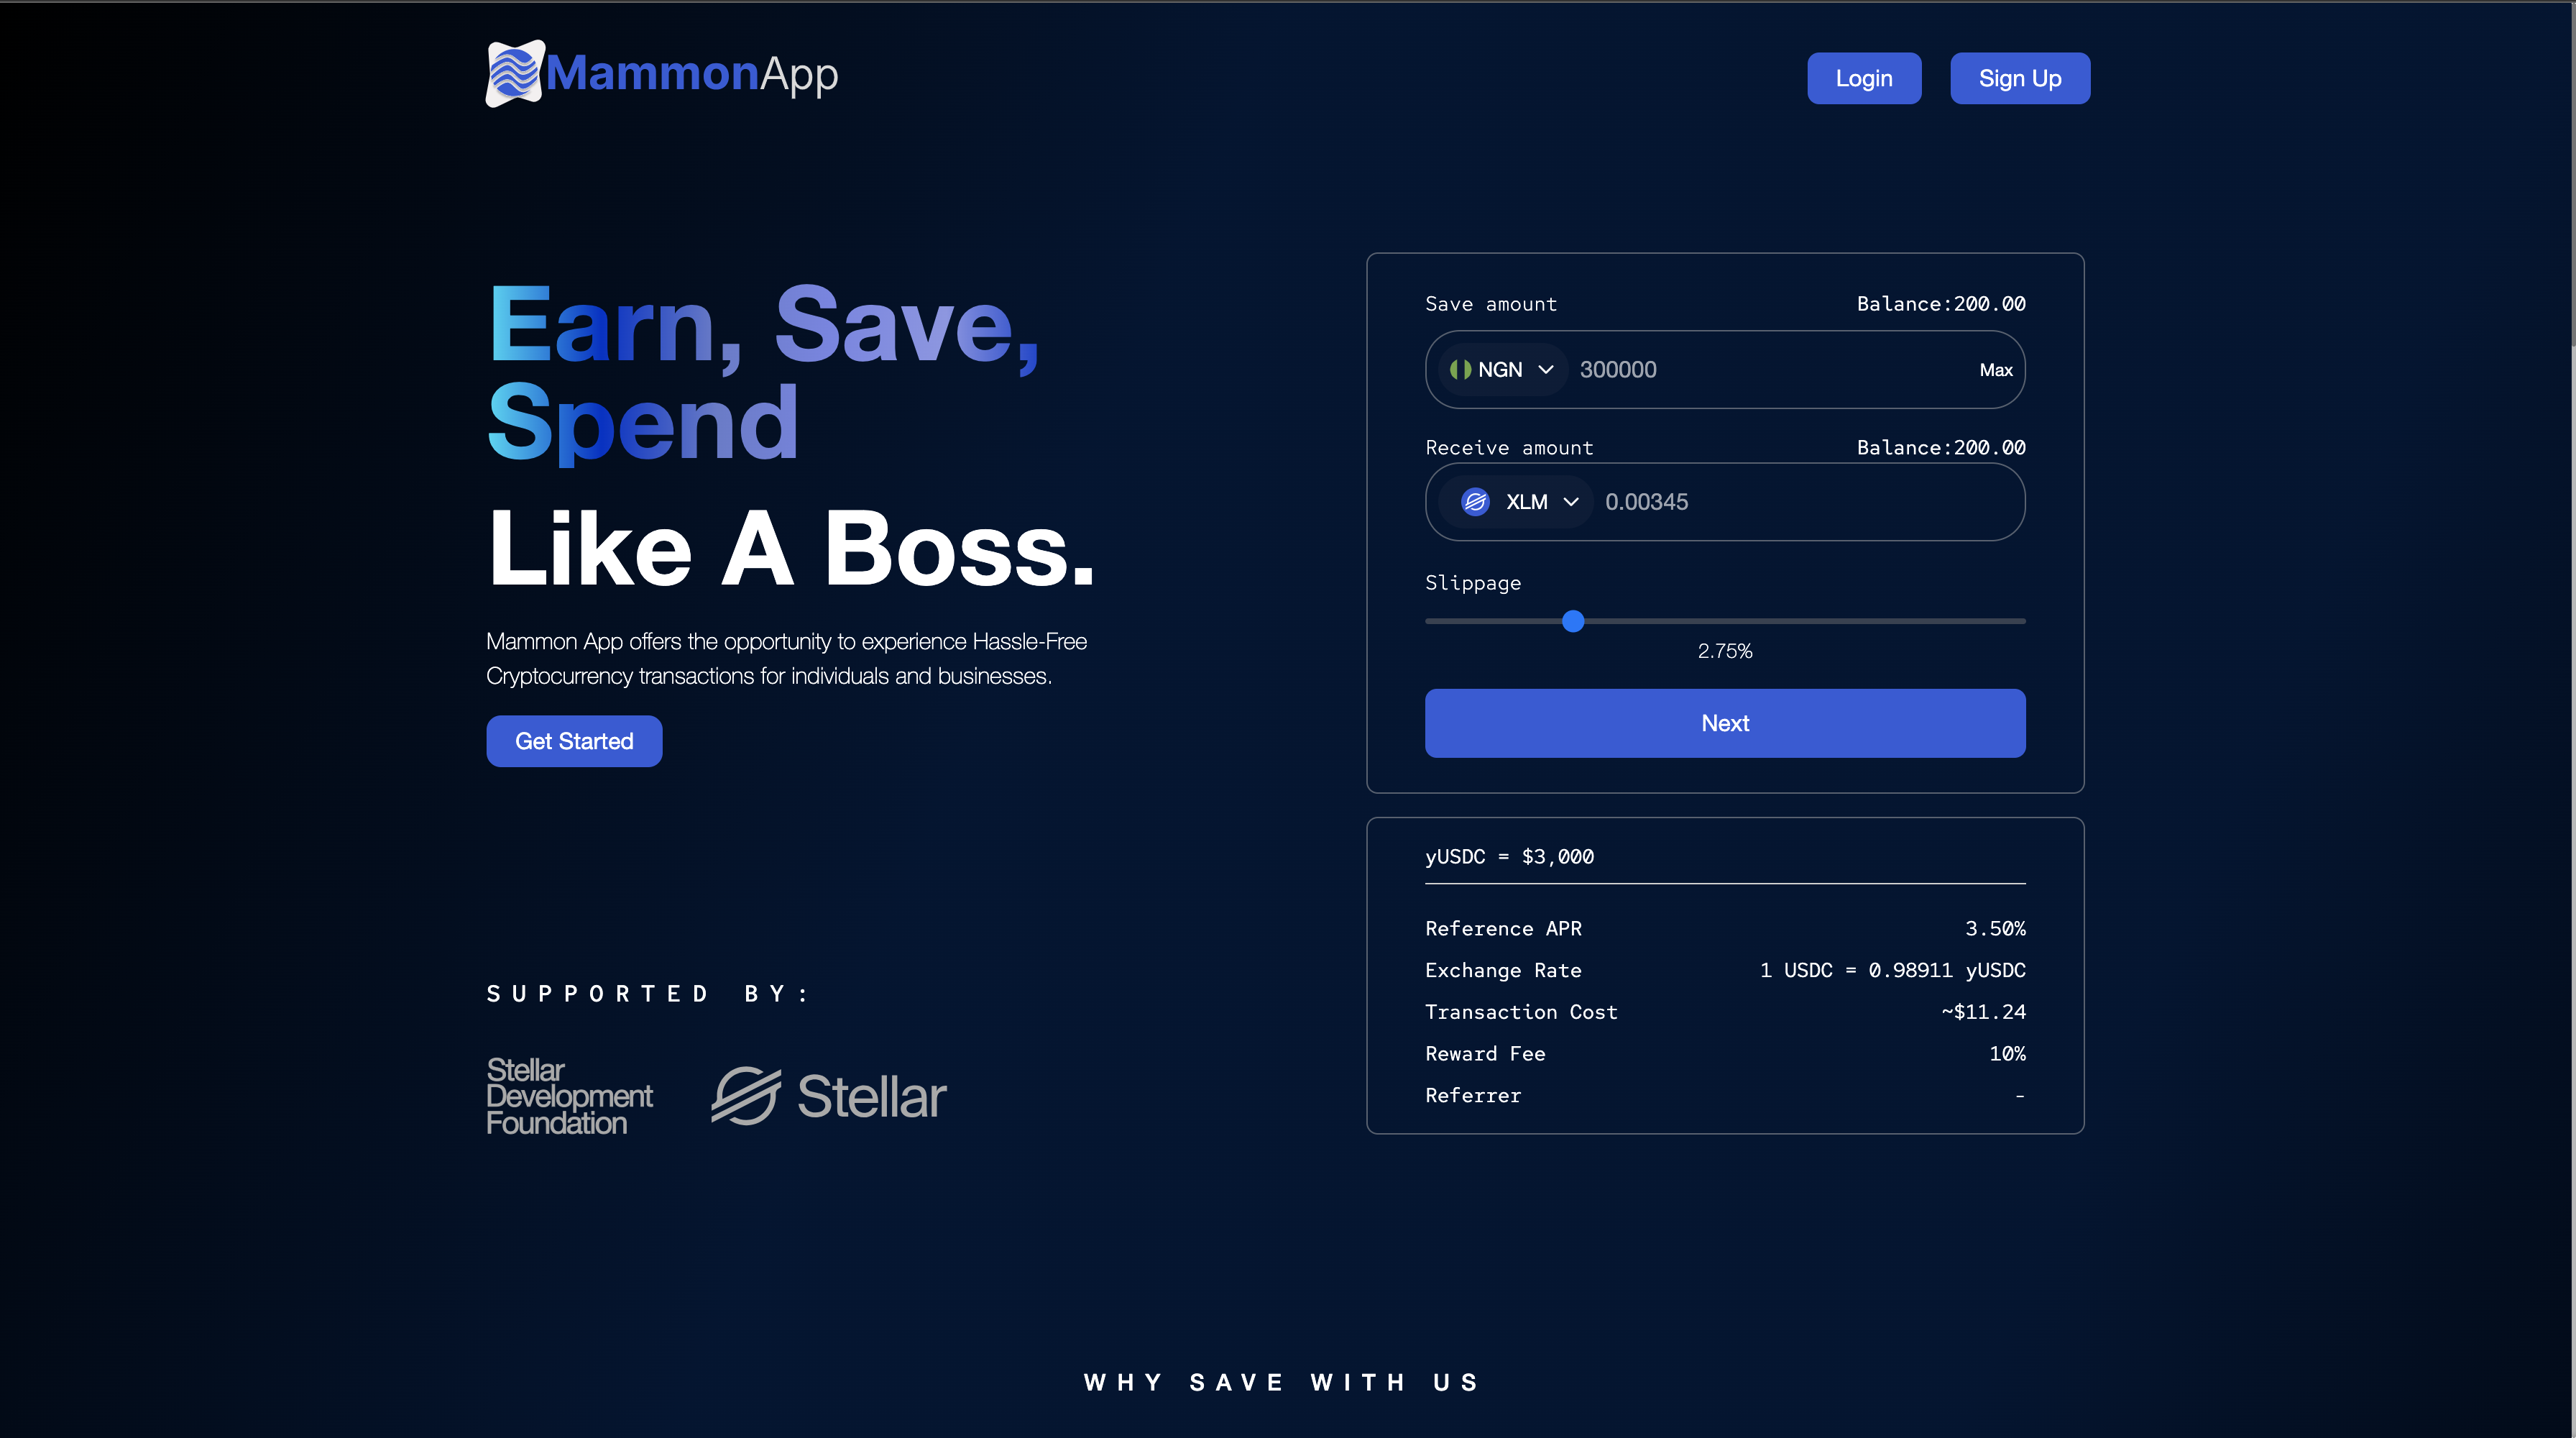 MammonApp
Login
Sign Up
Earn, Save,
Spend
Like A Boss.
Mammon App offers the opportunity to experience Hassle-Free
Cryptocurrency transactions for individuals and businesses.
Get Started
SUPPORTED BY:
Stellar
Development
Foundation
Stellar
Save amount
Balance:200.00
NGN
300000
Max
Receive amount
Balance:200.00
XLM
0.00345
Slippage
2.75%
Next
yUSDC = $3,000
Reference APR
3.50%
Exchange Rate
1 USDC = 0.98911 yUSDC
Transaction Cost
~$11.24
Reward Fee
10%
Referrer
-
WHY SAVE WITH US